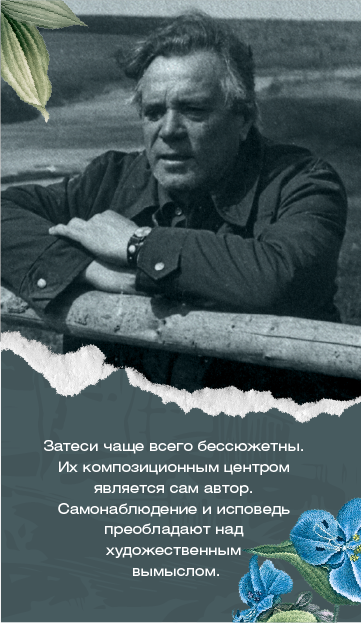 Затеси чаще всего бессюжетны.
Их композиционным центром
является сам автор.
Самонаблюдение и исповедь
преобладают над
художественным
вымыслом.